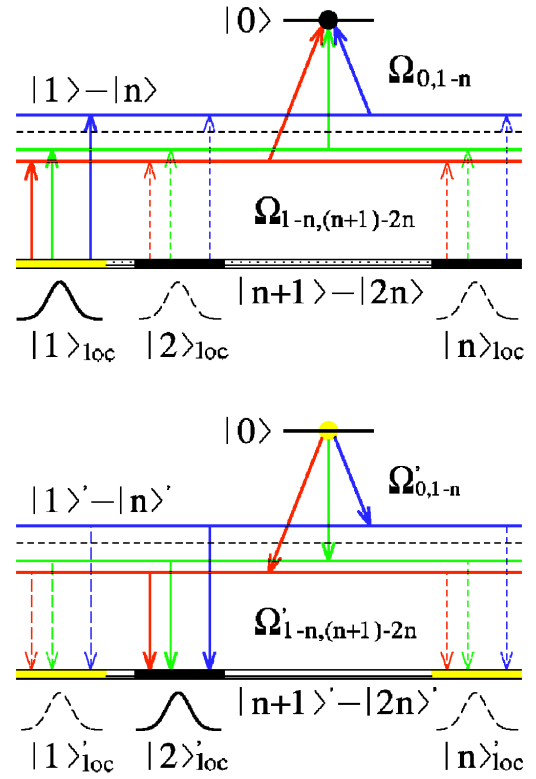 |0>
Ω0,1-n
|1>−|n>
Ω1-n,(n+1)-2n
|n+1>−|2n>
|1>loc |2>loc |n>loc
|0>
Ω'0,1-n
|1>'−|n>'
Ω'1-n,(n+1)-2n
|n+1>'−|2n>'
|1>'loc |2>'loc |n>'loc